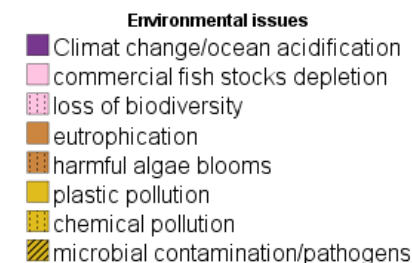 Environmental issues
Climat change/ocean acidification
commercial fish stocks depletion
loss of biodiversity
eutrophication
harmful algae blooms
plastic pollution
chemical pollution
microbial contamination/pathogens